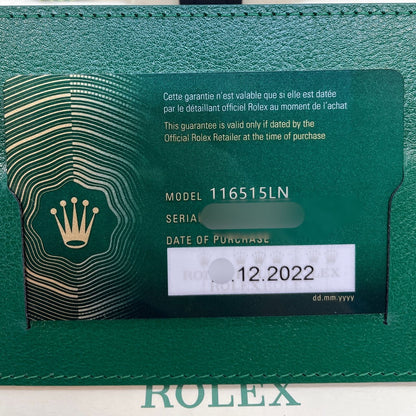 Cette garantie n'est valable que si elle est datée
par le détaillant officiel Rolex au moment de l'achat
This guarantee is valid only if dated by the
Official Rolex Retailer at the time of purchase
MODEL 116515LN
SERIAL
DATE OF PURCHASE
ROLEX ROLEX
.12.2022
dd.mm.yyyy
ROLEX